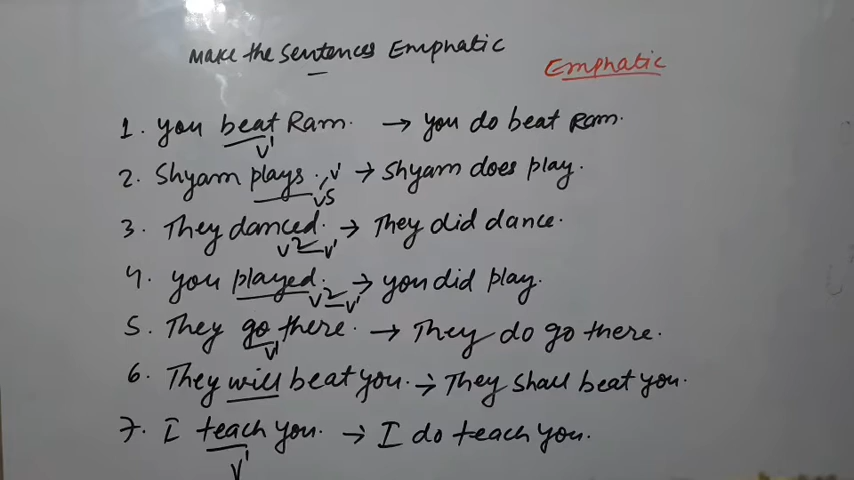 Make the Sentences Emphatic
Emphatic
1. You beat Ram. → You do beat Ram.
V1
2. Shyam plays. V1 → Shyam does play.
V5
3. They danced. → They did dance.
V2 V1
4. You played. → You did play.
V2 V1
5. They go there. → They do go there.
V1
6. They will beat you. → They shall beat you.
7. I teach you. → I do teach you.
V1